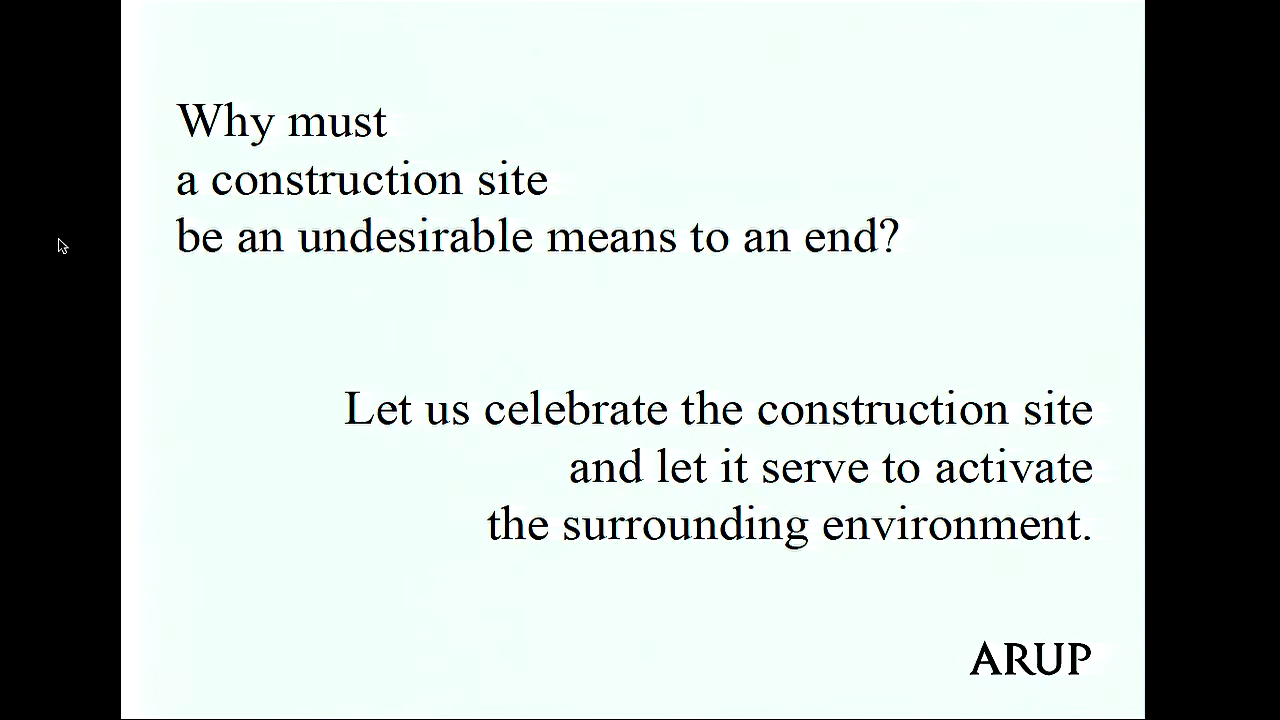 Why must
a construction site
be an undesirable means to an end?
Let us celebrate the construction site
and let it serve to activate
the surrounding environment.
ARUP